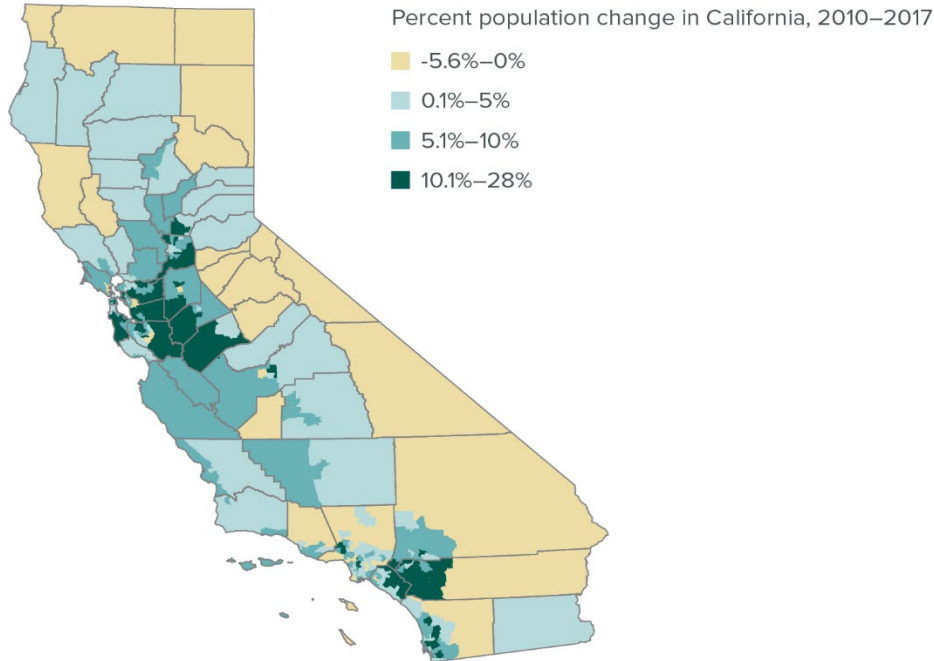 Percent population change in California, 2010–2017
-5.6%–0%
0.1%–5%
5.1%–10%
10.1%–28%